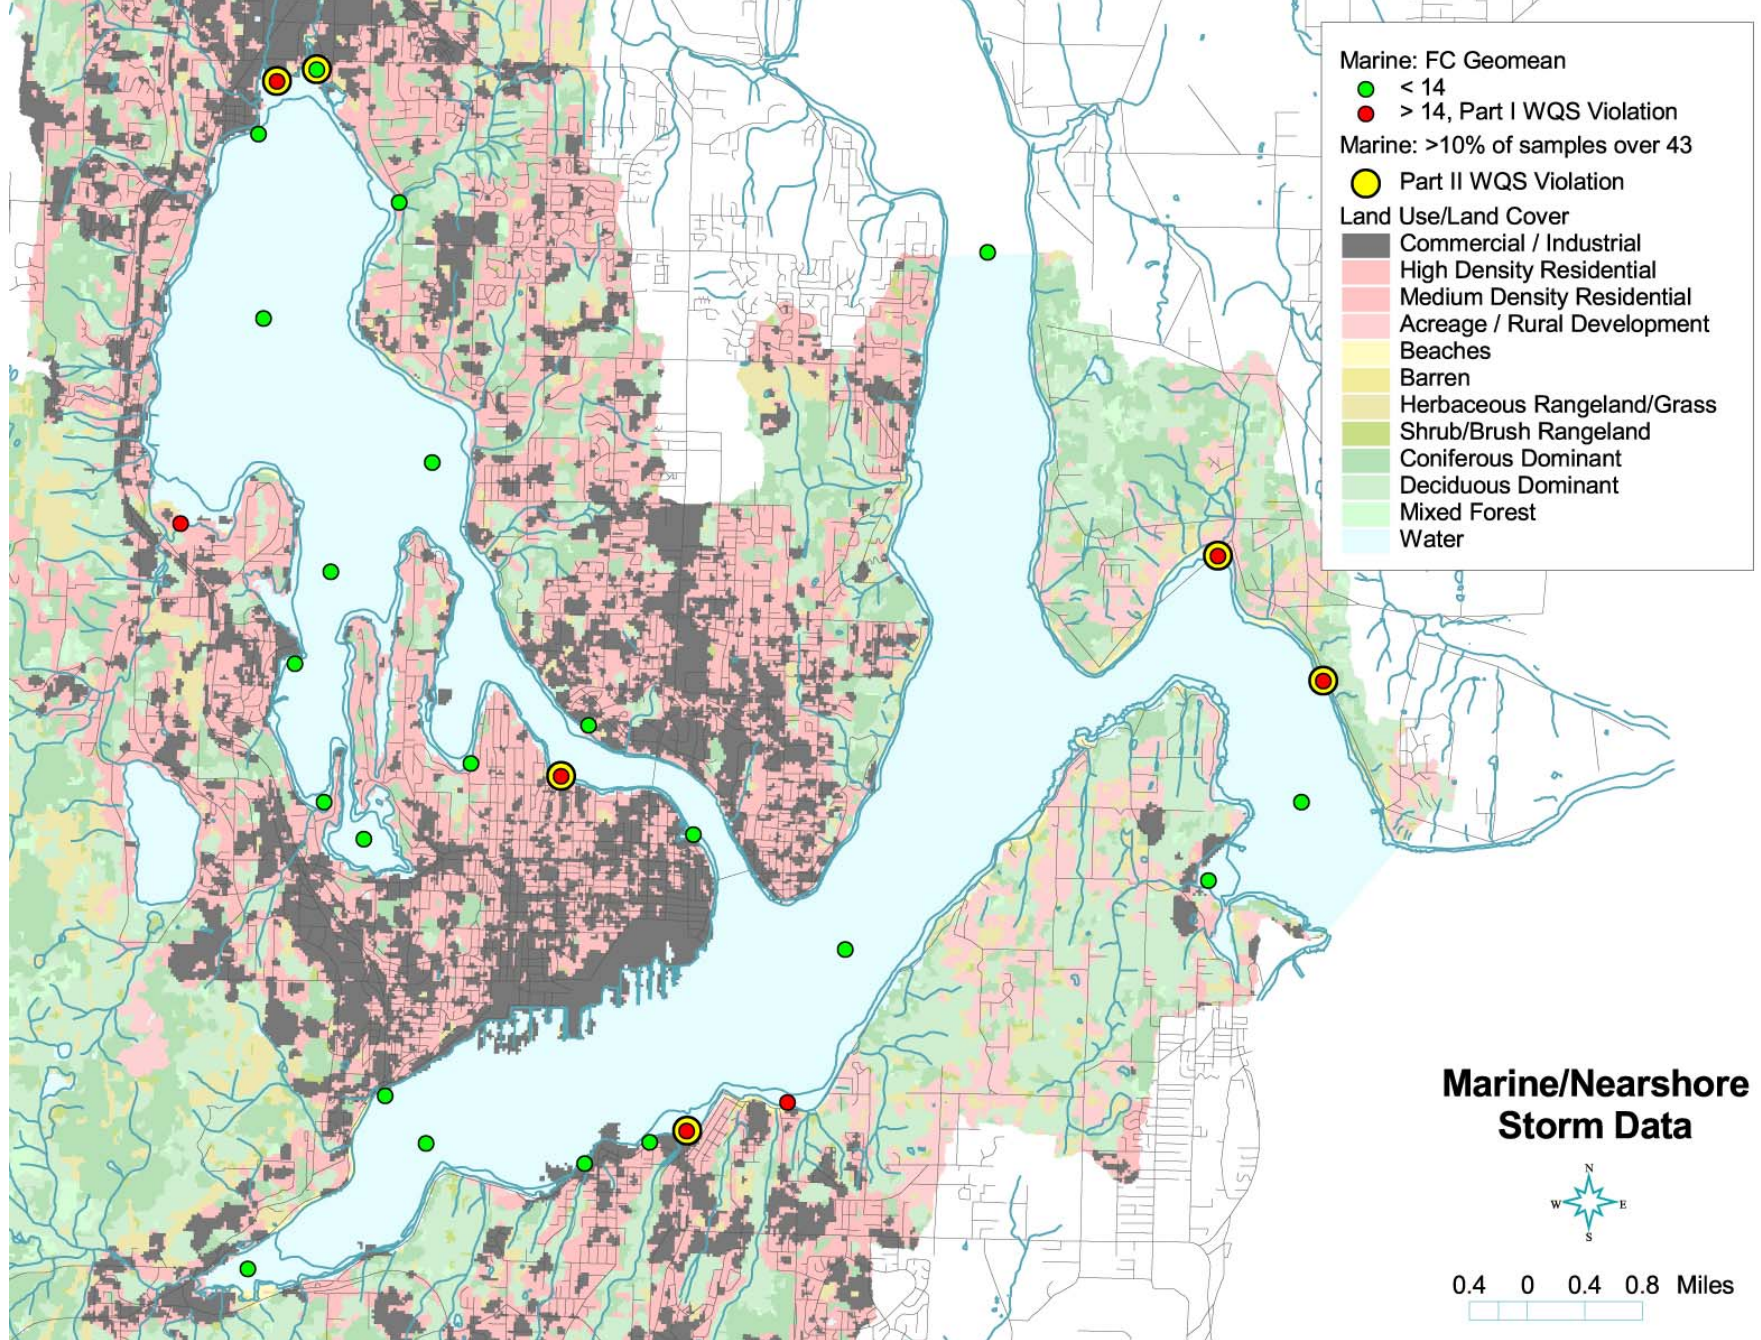 Marine: FC Geomean
< 14
> 14, Part I WQS Violation
Marine: >10% of samples over 43
Part II WQS Violation
Land Use/Land Cover
Commercial / Industrial
High Density Residential
Medium Density Residential
Acreage / Rural Development
Beaches
Barren
Herbaceous Rangeland/Grass
Shrub/Brush Rangeland
Coniferous Dominant
Deciduous Dominant
Mixed Forest
Water
Marine/Nearshore
Storm Data
N
W E
S
0.4 0 0.4 0.8 Miles